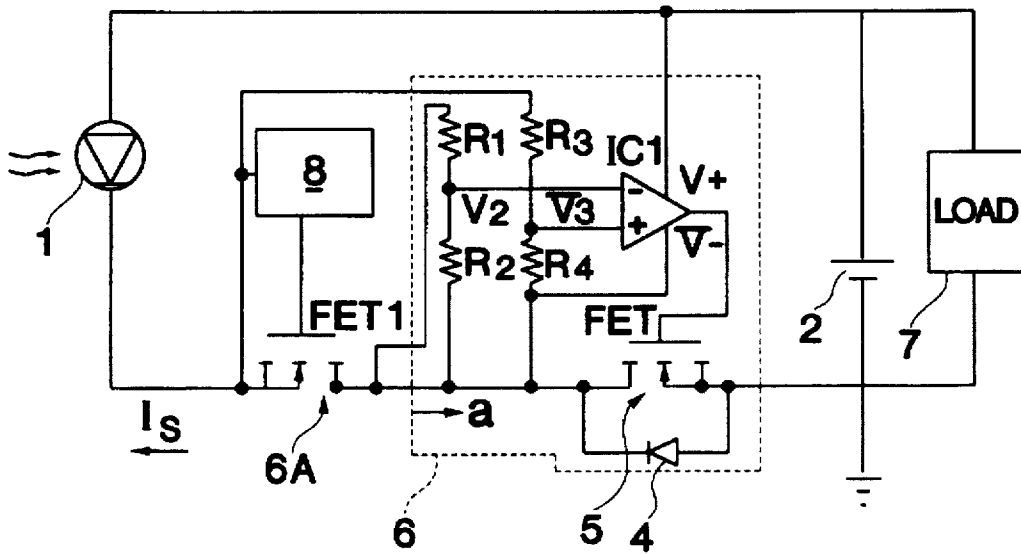 R1
R3
IC1
8
V+
-
V2
V3
+
V-
LOAD
1
R2
R4
2
FET1
FET
7
IS
a
6A
6
5
4